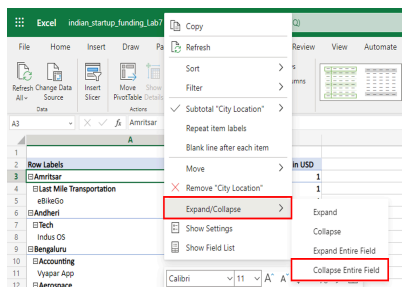 Excel indian_startup_funding_Lab7 Q)
File Home Insert Draw Pa Review View Automate
Refresh All Change Data Source Insert Slicer Move PivotTable Show Details
Data Actions
A3 fx Amritsar
A
1
2 Row Labels in USD
3 Amritsar 1
4 Last Mile Transportation 1
5 eBikeGo
6 Andheri
7 Tech
8 Indus OS
9 Bengaluru
10 Accounting
11 Vyapar App
12 Aerospace
Copy
Refresh
Sort
Filter
Subtotal "City Location"
Repeat item labels
Blank line after each item
Move
Remove "City Location"
Expand/Collapse
Show Settings
Show Field List
Expand
Collapse
Expand Entire Field
Collapse Entire Field
Calibri 11 A A